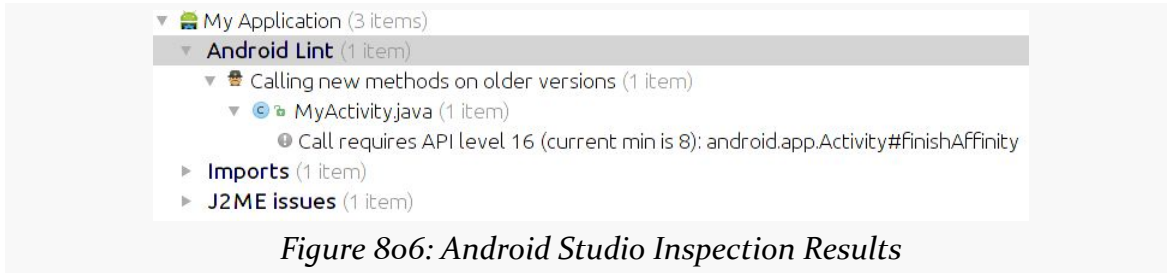 My Application (3 items)
Android Lint (1 item)
Calling new methods on older versions (1 item)
MyActivity.java (1 item)
Call requires API level 16 (current min is 8): android.app.Activity#finishAffinity
Imports (1 item)
J2ME issues (1 item)
Figure 806: Android Studio Inspection Results